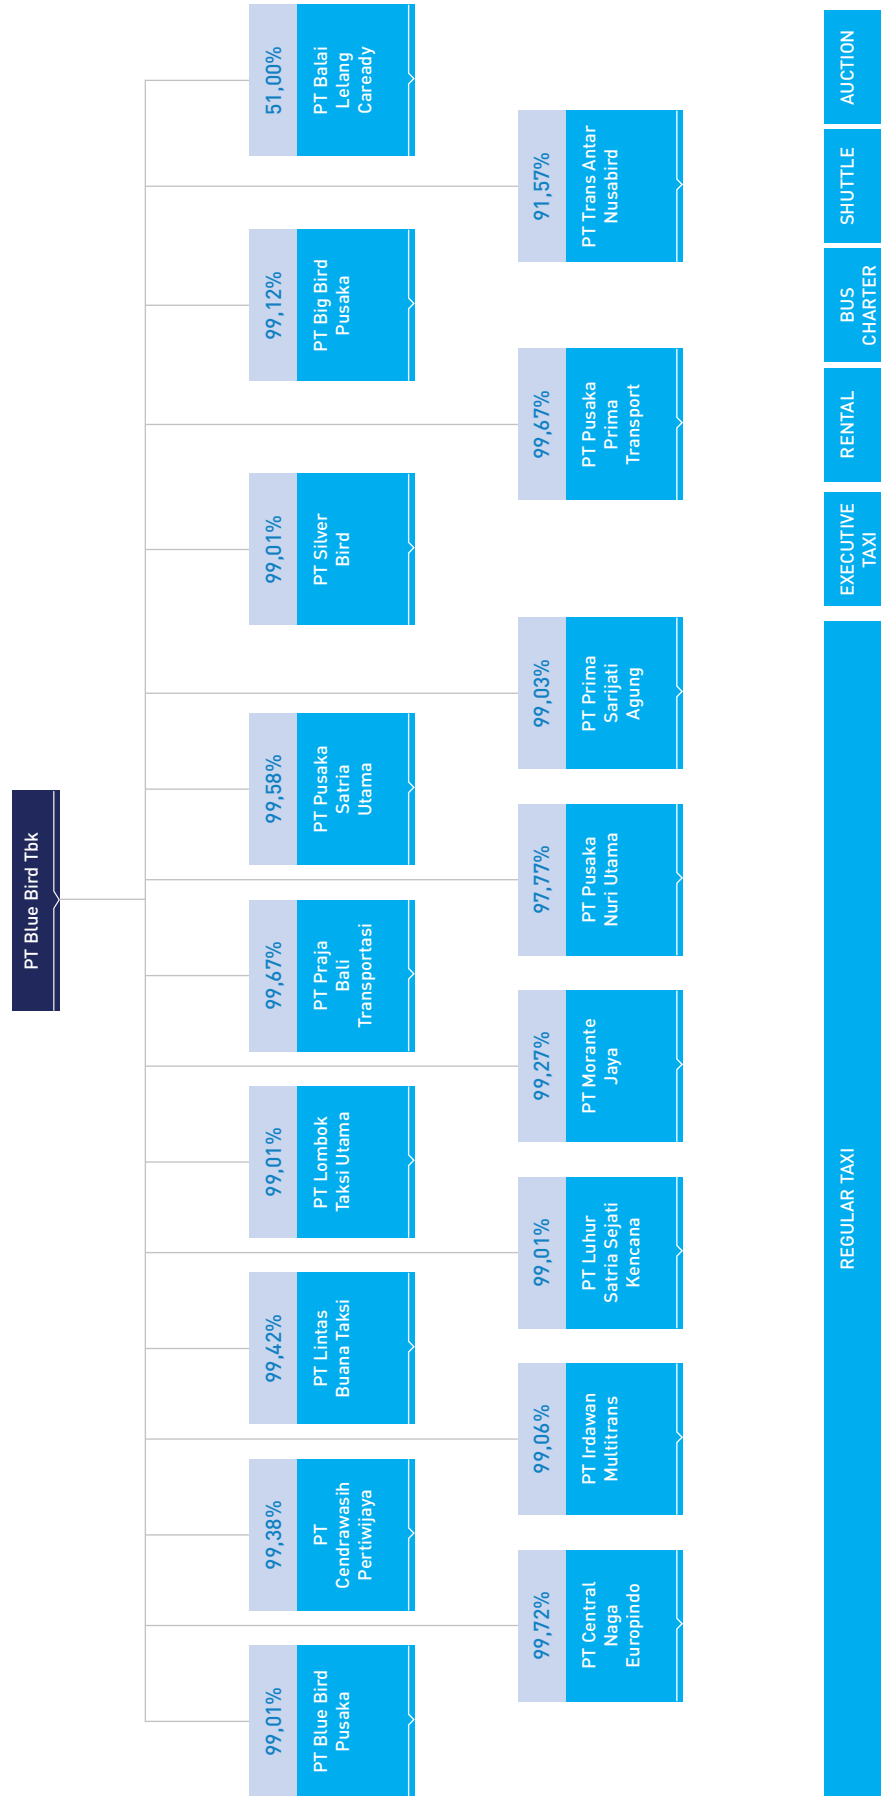 PT Blue Bird Tbk
99,01%
PT Blue Bird
Pusaka
99,38%
PT
Cendrawasih
Pertiwijaya
99,42%
PT Lintas
Buana Taksi
99,01%
PT Lombok
Taksi Utama
99,67%
PT Praja
Bali
Transportasi
99,58%
PT Pusaka
Satria
Utama
99,01%
PT Silver
Bird
99,12%
PT Big Bird
Pusaka
51,00%
PT Balai
Lelang
Caready
99,72%
PT Central
Naga
Europindo
99,06%
PT Irdawan
Multitrans
99,01%
PT Luhur
Satria Sejati
Kencana
99,27%
PT Morante
Jaya
97,77%
PT Pusaka
Nuri Utama
99,03%
PT Prima
Sarijati
Agung
99,67%
PT Pusaka
Prima
Transport
91,57%
PT Trans Antar
Nusabird
REGULAR TAXI
EXECUTIVE
TAXI
RENTAL
BUS
CHARTER
SHUTTLE
AUCTION